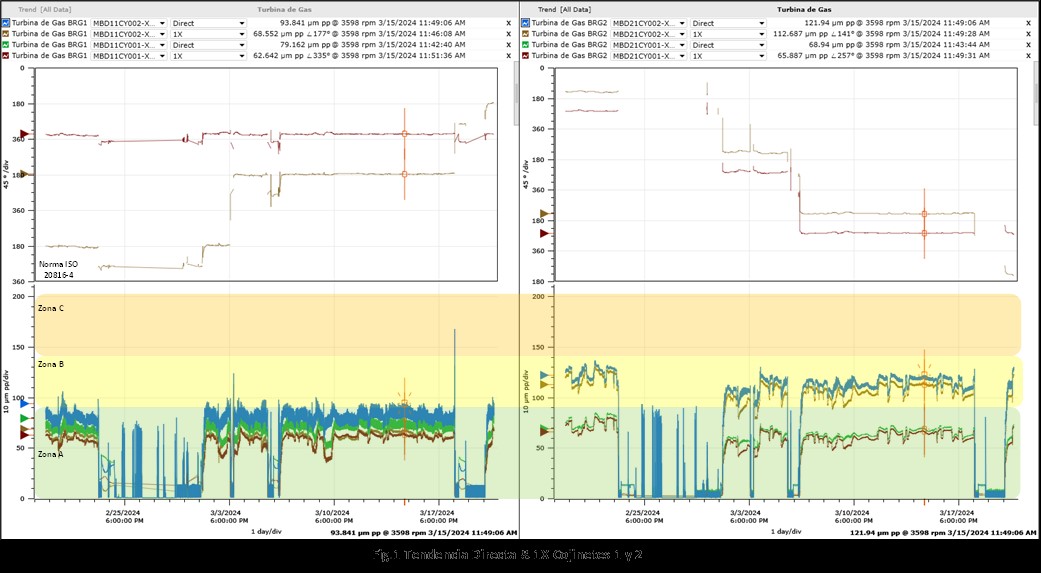 Trend [All Data] Turbina de Gas
Turbina de Gas BRG1 MBD11CY002-X... Direct 93.841 µm pp@ 3598 rpm 3/15/2024 11:49:06 AM X
Turbina de Gas BRG1 MBD11CY002-X... 1X 68.552 µm pp ∠177° @ 3598 rpm 3/15/2024 11:46:08 AM X
Turbina de Gas BRG1 MBD11CY001-X... Direct 79.162 µm pp @ 3598 rpm 3/15/2024 11:42:40 AM X
Turbina de Gas BRG1 MBD11CY001-X... 1X 62.642 µm pp ∠335° @ 3598 rpm 3/15/2024 11:51:36 AM X
0
180
360
180
360
180
360
45 ° /div
Norma ISO
20816-4
200
150
100
50
0
10 µm pp/div
Zona C
Zona B
Zona A
2/25/2024 3/3/2024 3/10/2024 3/17/2024
6:00:00 PM 6:00:00 PM 6:00:00 PM 6:00:00 PM
1 day/div
93.841 µm pp @ 3598 rpm 3/15/2024 11:49:06 AM
Trend [All Data] Turbina de Gas
Turbina de Gas BRG2 MBD21CY002-X... Direct 121.94 µm pp @ 3598 rpm 3/15/2024 11:49:06 AM X
Turbina de Gas BRG2 MBD21CY002-X... 1X 112.687 µm pp ∠141° @ 3598 rpm 3/15/2024 11:49:28 AM X
Turbina de Gas BRG2 MBD21CY001-X... Direct 68.94 µm pp @ 3598 rpm 3/15/2024 11:43:44 AM X
Turbina de Gas BRG2 MBD21CY001-X... 1X 65.887 µm pp ∠257° @ 3598 rpm 3/15/2024 11:49:31 AM X
0
180
360
180
360
180
360
180
45 ° /div
200
150
100
50
0
10 µm pp/div
2/25/2024 3/3/2024 3/10/2024 3/17/2024
6:00:00 PM 6:00:00 PM 6:00:00 PM 6:00:00 PM
1 day/div
121.94 µm pp @ 3598 rpm 3/15/2024 11:49:06 AM
Fig.1 Tendencia Directa & 1X Cojinetes 1 y 2